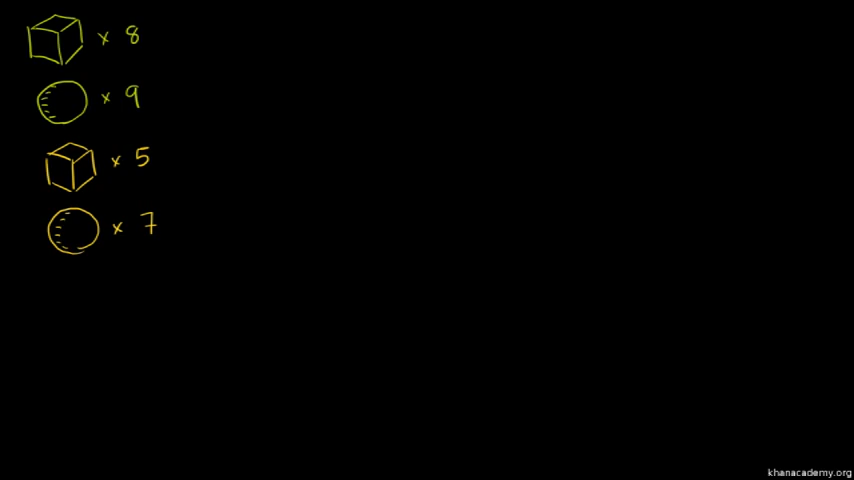 × 8
× 9
× 5
× 7
khanacademy.org